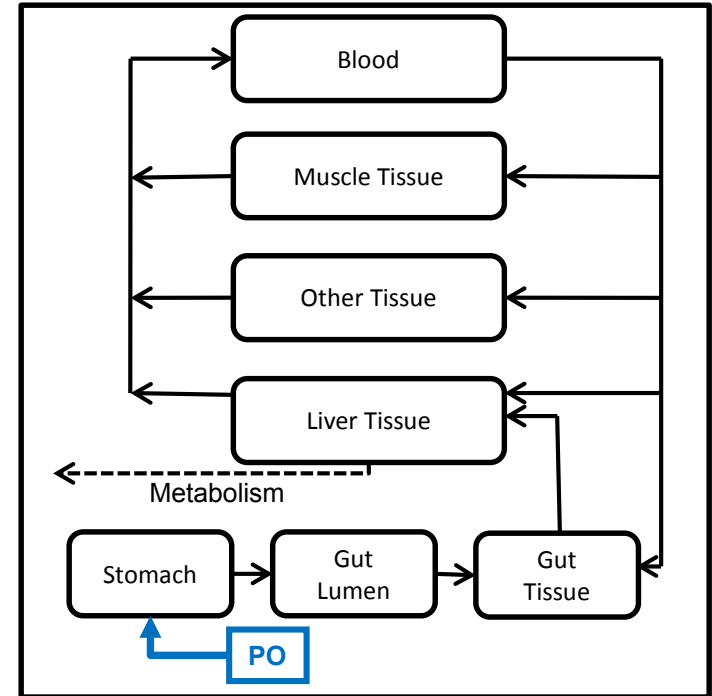 Blood
Muscle Tissue
Other Tissue
Liver Tissue
Metabolism
Stomach
Gut
Lumen
Gut
Tissue
PO